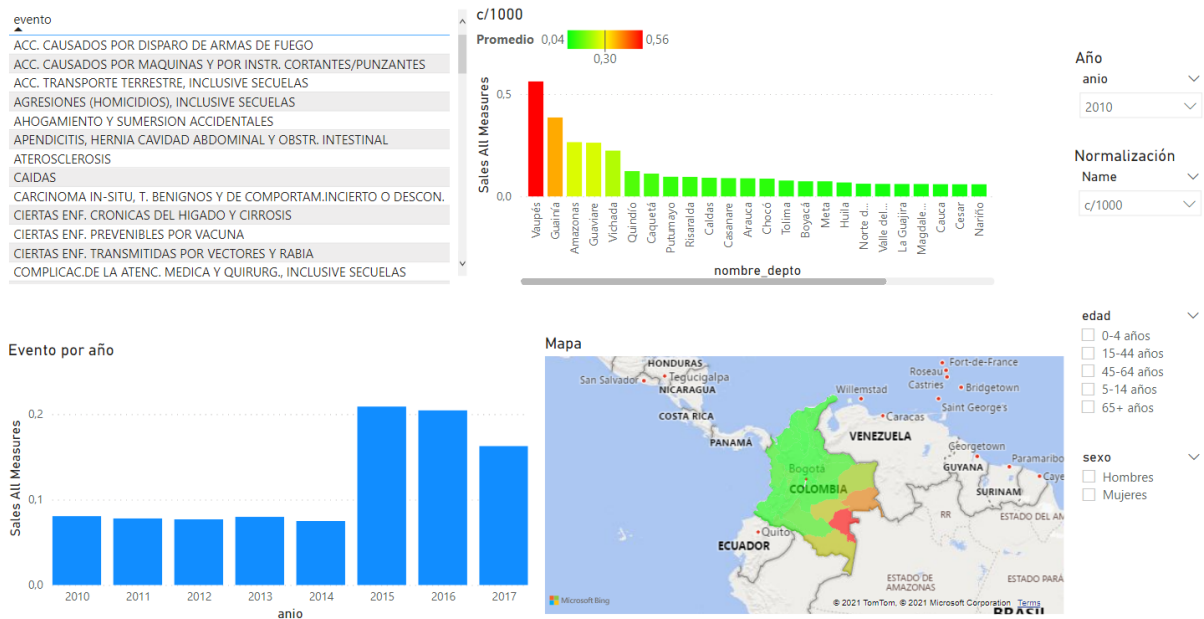 evento
ACC. CAUSADOS POR DISPARO DE ARMAS DE FUEGO
ACC. CAUSADOS POR MAQUINAS Y POR INSTR. CORTANTES/PUNZANTES
ACC. TRANSPORTE TERRESTRE, INCLUSIVE SECUELAS
AGRESIONES (HOMICIDIOS), INCLUSIVE SECUELAS
AHOGAMIENTO Y SUMERSION ACCIDENTALES
APENDICITIS, HERNIA CAVIDAD ABDOMINAL Y OBSTR. INTESTINAL
ATEROSCLEROSIS
CAIDAS
CARCINOMA IN-SITU, T. BENIGNOS Y DE COMPORTAM.INCIERTO O DESCON.
CIERTAS ENF. CRONICAS DEL HIGADO Y CIRROSIS
CIERTAS ENF. PREVENIBLES POR VACUNA
CIERTAS ENF. TRANSMITIDAS POR VECTORES Y RABIA
COMPLICAC.DE LA ATENC. MEDICA Y QUIRURG., INCLUSIVE SECUELAS
c/1000
Promedio 0,04 0,56
0,30
Sales All Measures
0.5
0.0
Vaupés
Guainía
Amazonas
Guaviare
Vichada
Quindío
Caquetá
Putumayo
Risaralda
Caldas
Casanare
Arauca
Chocó
Tolima
Boyacá
Meta
Huila
Norte d...
Valle del...
La Guajira
Magdale...
Cauca
Cesar
Nariño
nombre_depto
Año
anio
2010
Normalización
Name
c/1000
edad
0-4 años
15-44 años
45-64 años
5-14 años
65+ años
sexo
Hombres
Mujeres
Evento por año
Sales All Measures
0,2
0,1
0,0
2010 2011 2012 2013 2014 2015 2016 2017
anio
Mapa
HONDURAS
Tegucigalpa
San Salvador
NICARAGUA
COSTA RICA
PANAMÁ
Willemstad
Fort-de-France
Roseau
Castries
Bridgetown
Saint George's
Caracas
VENEZUELA
Georgetown
GUYANA
Paramaribo
Caye
SURINAM
Bogotá
COLOMBIA
RR
ESTADO DEL AM
Quito
ECUADOR
ESTADO DE
AMAZONAS
ESTADO PARÁ
Microsoft Bing
© 2021 TomTom, © 2021 Microsoft Corporation Terms
BRASIL